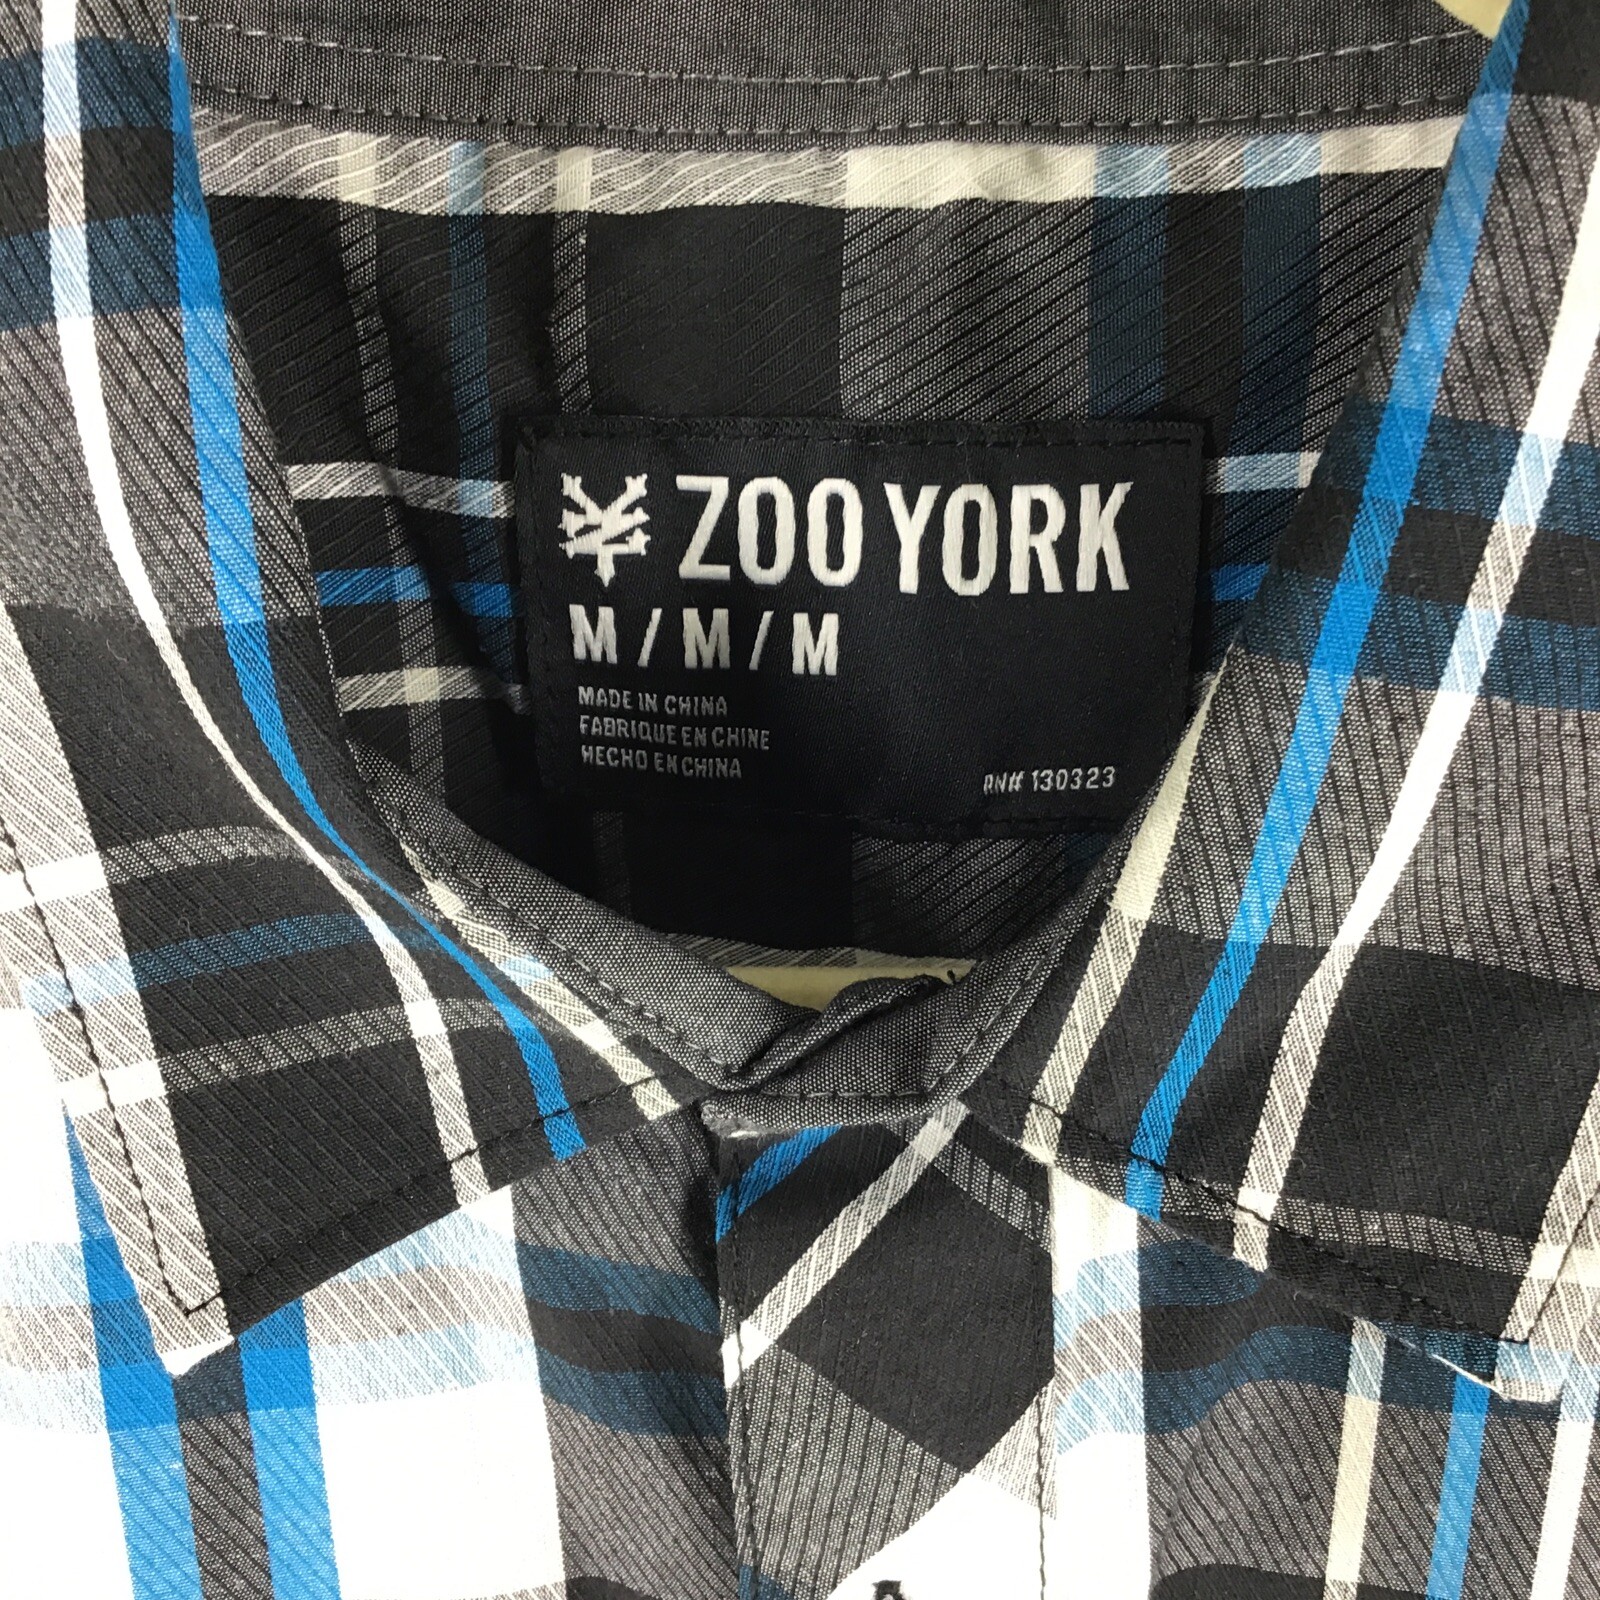 ZOO YORK
M / M / M
MADE IN CHINA
FABRIQUE EN CHINE
HECHO EN CHINA
RN# 130323